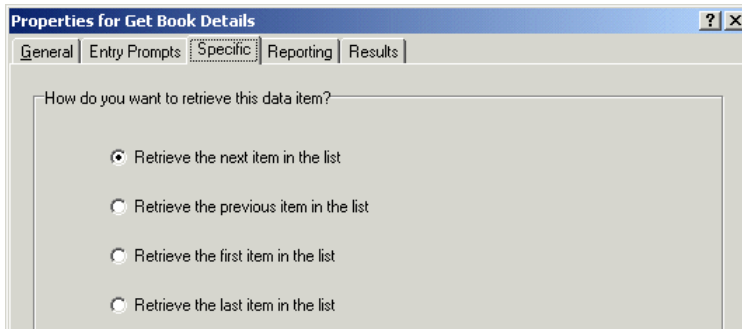 Properties for Get Book Details
General Entry Prompts Specific Reporting Results
How do you want to retrieve this data item?
Retrieve the next item in the list
Retrieve the previous item in the list
Retrieve the first item in the list
Retrieve the last item in the list